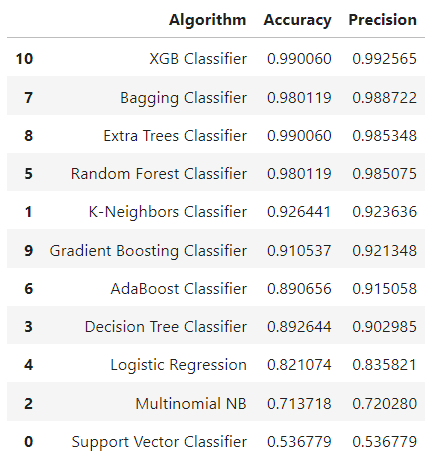 Algorithm Accuracy Precision
10 XGB Classifier 0.990060 0.992565
7 Bagging Classifier 0.980119 0.988722
8 Extra Trees Classifier 0.990060 0.985348
5 Random Forest Classifier 0.980119 0.985075
1 K-Neighbors Classifier 0.926441 0.923636
9 Gradient Boosting Classifier 0.910537 0.921348
6 AdaBoost Classifier 0.890656 0.915058
3 Decision Tree Classifier 0.892644 0.902985
4 Logistic Regression 0.821074 0.835821
2 Multinomial NB 0.713718 0.720280
0 Support Vector Classifier 0.536779 0.536779